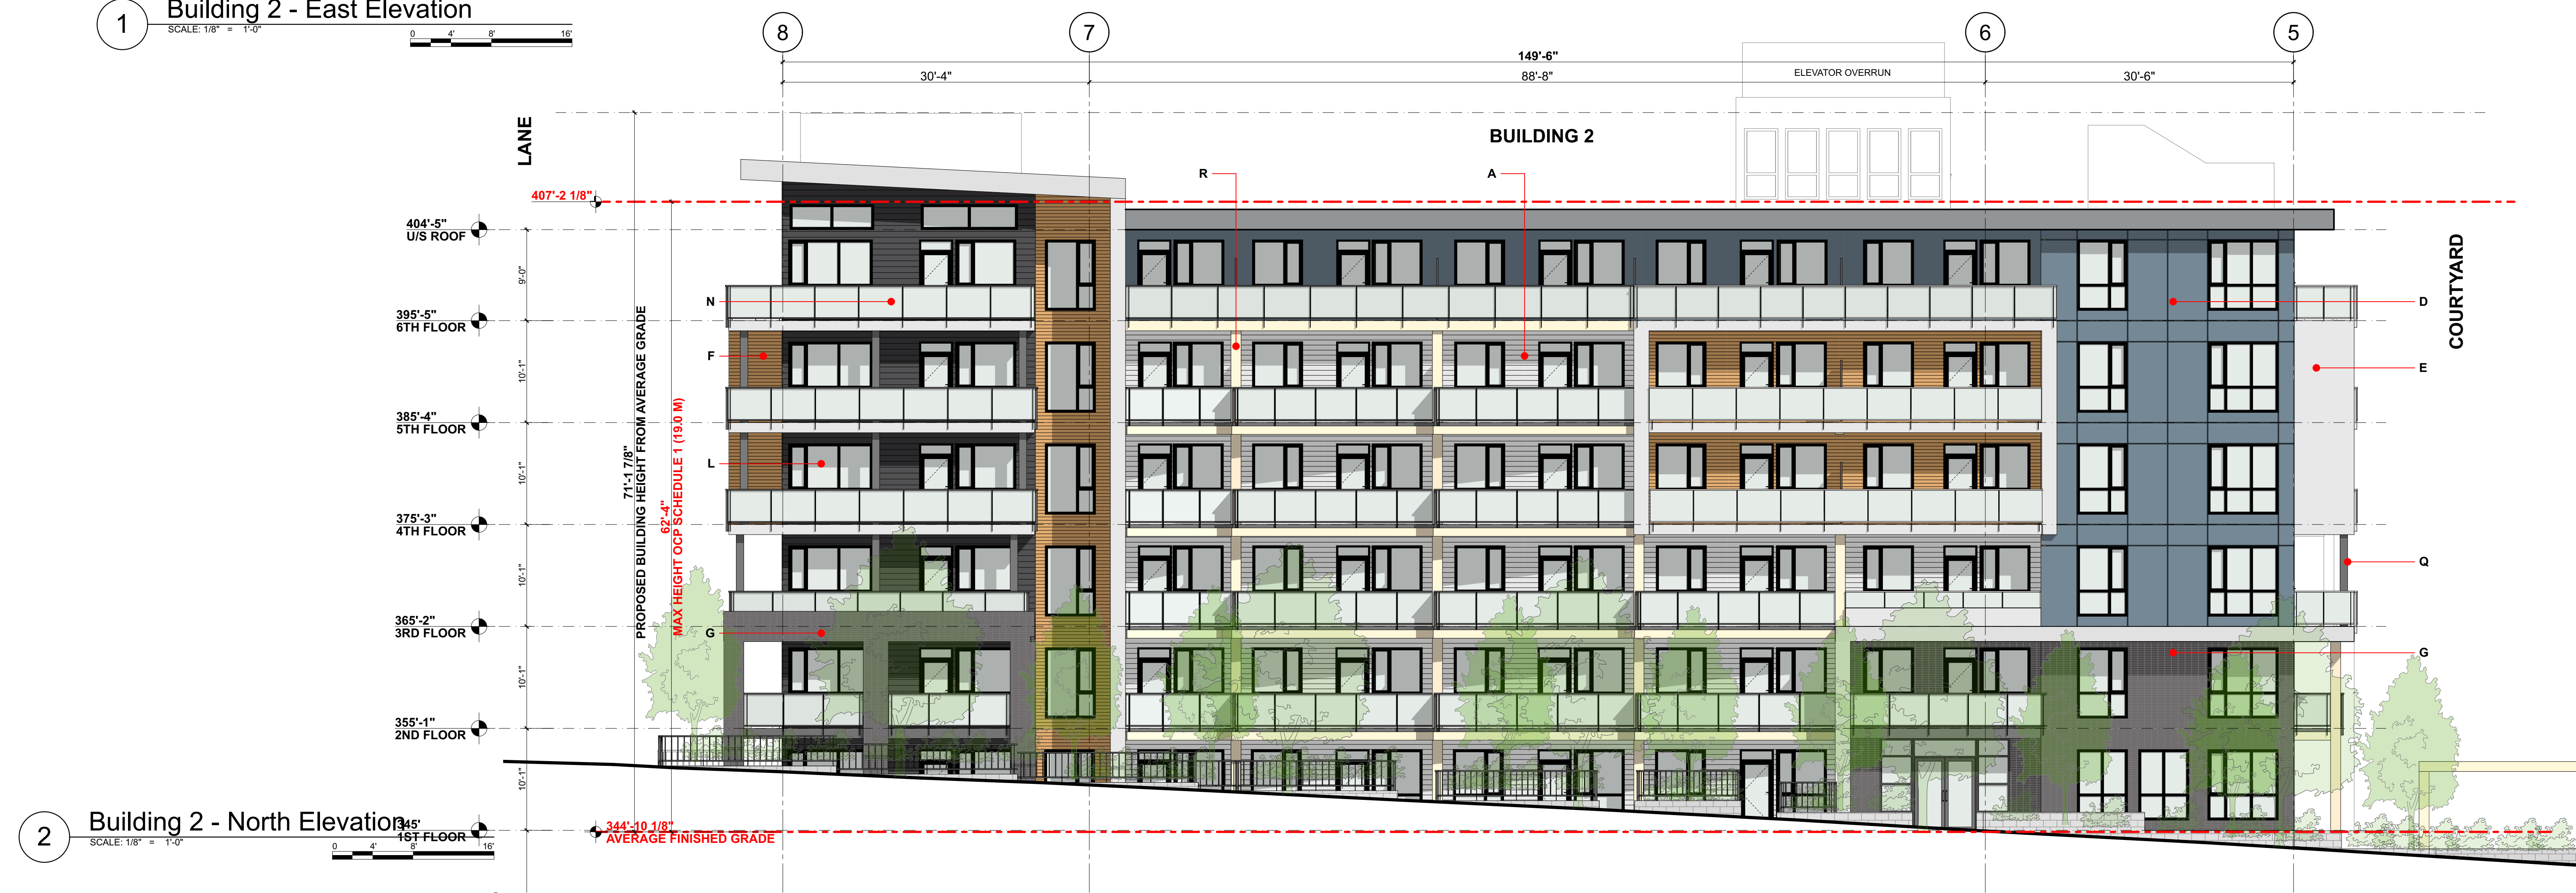 1
Building 2 - East Elevation
SCALE: 1/8" = 1'-0"
0 4' 8' 16'
8 7 6 5
149'-6"
30'-4" 88'-8" 30'-6"
ELEVATOR OVERRUN
LANE
BUILDING 2
COURTYARD
R A
407'-2 1/8"
404'-5"
U/S ROOF
9'-0"
N D
395'-5"
6TH FLOOR
F E
10'-1"
385'-4"
5TH FLOOR
L
10'-1"
71'-1 7/8"
PROPOSED BUILDING HEIGHT FROM AVERAGE GRADE
62'-4"
MAX HEIGHT OCP SCHEDULE 1 (19.0 M)
375'-3"
4TH FLOOR
Q
10'-1"
365'-2"
3RD FLOOR
G G
10'-1"
355'-1"
2ND FLOOR
10'-1"
345'
1ST FLOOR
344'-10 1/8"
AVERAGE FINISHED GRADE
2
Building 2 - North Elevation
SCALE: 1/8" = 1'-0"
0 4' 8' 16'